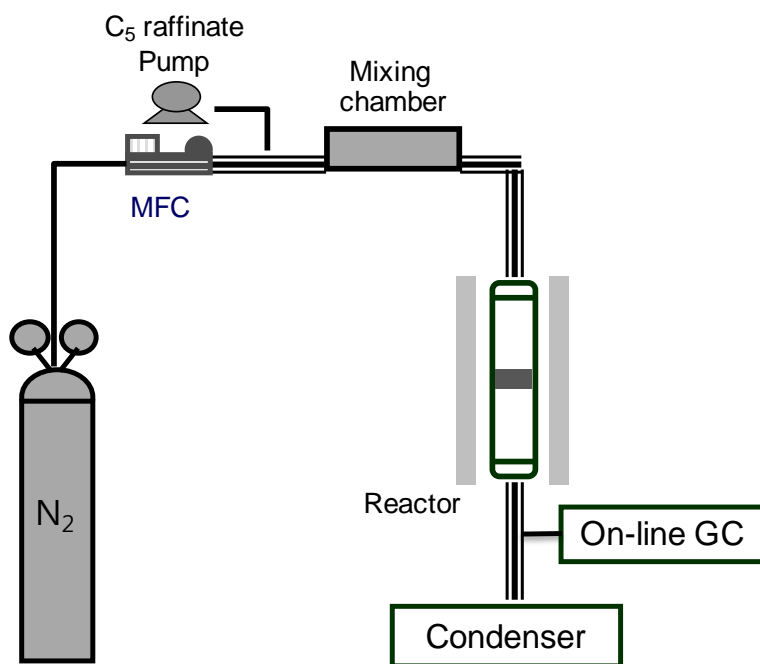 C₅ raffinate
Pump
Mixing
chamber
MFC
N₂
Reactor
On-line GC
Condenser